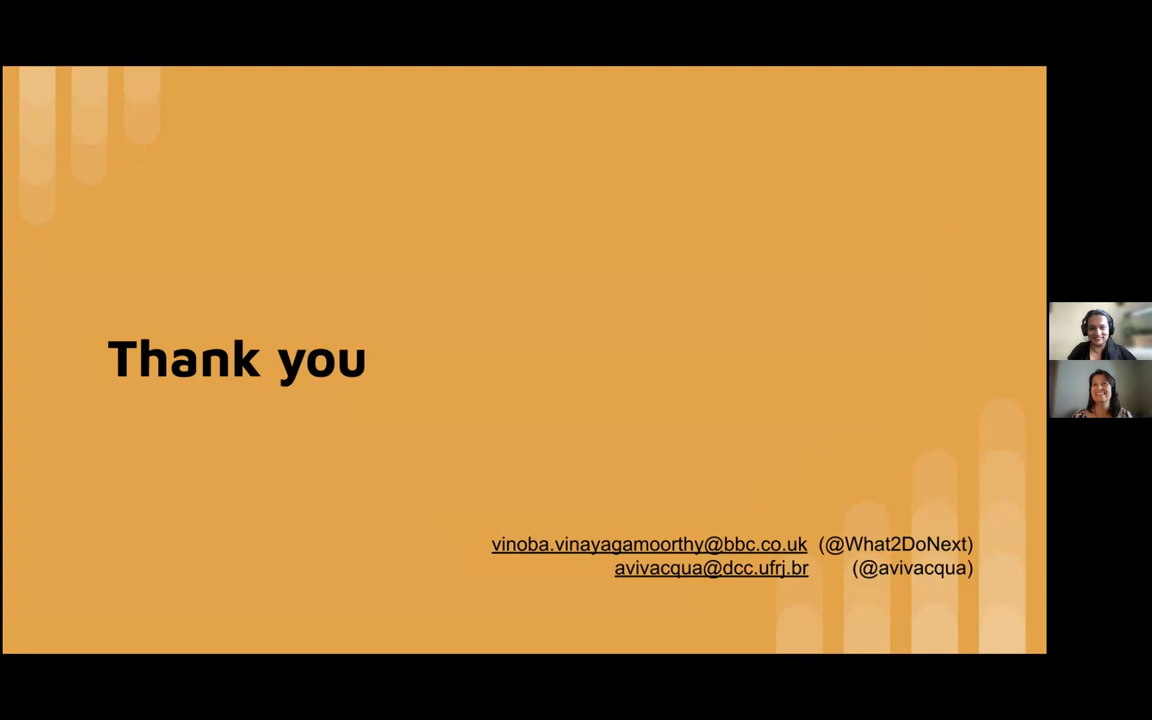 Thank you
vinoba.vinayagamoorthy@bbc.co.uk (@What2DoNext)
avivacqua@dcc.ufrj.br (@avivacqua)